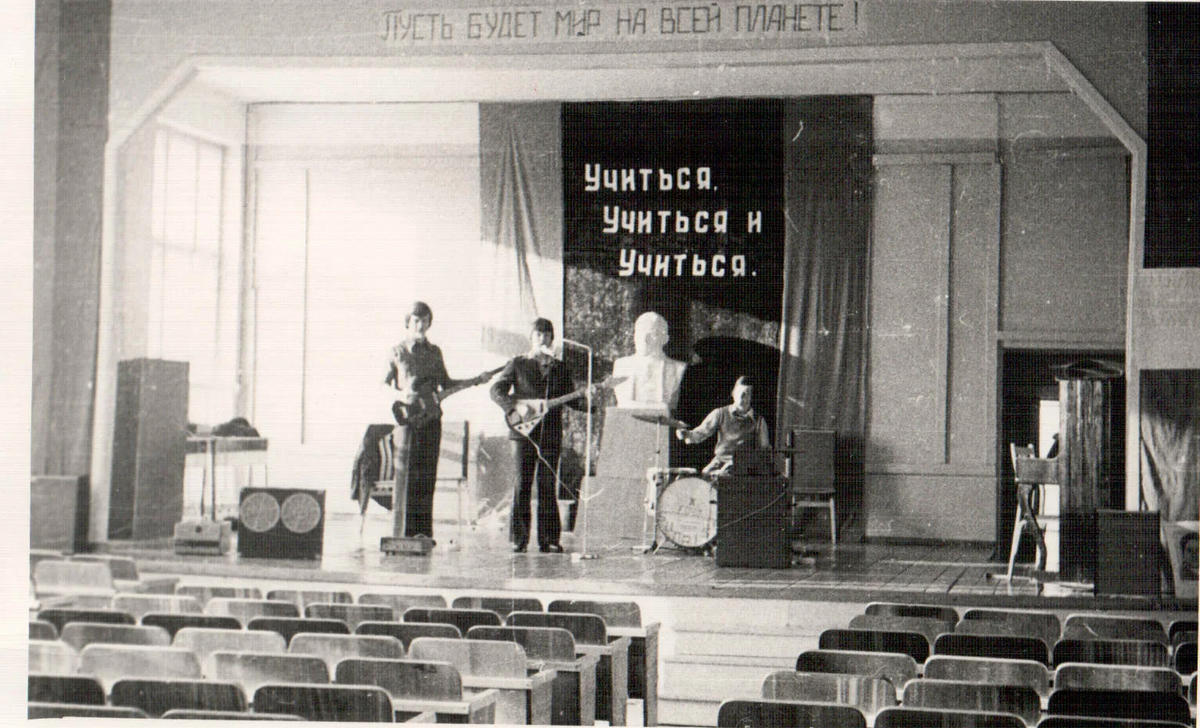 ПУСТЬ БУДЕТ МИР НА ВСЕЙ ПЛАНЕТЕ!
Учиться,
Учиться и
Учиться.